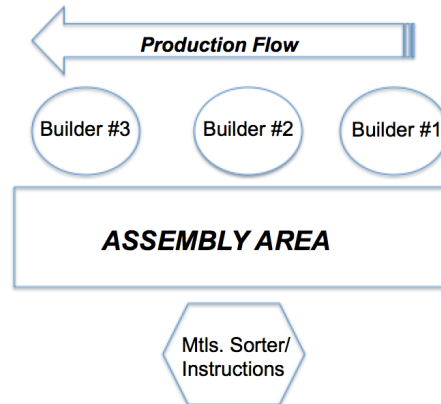 Production Flow
Builder #3
Builder #2
Builder #1
ASSEMBLY AREA
Mtls. Sorter/
Instructions